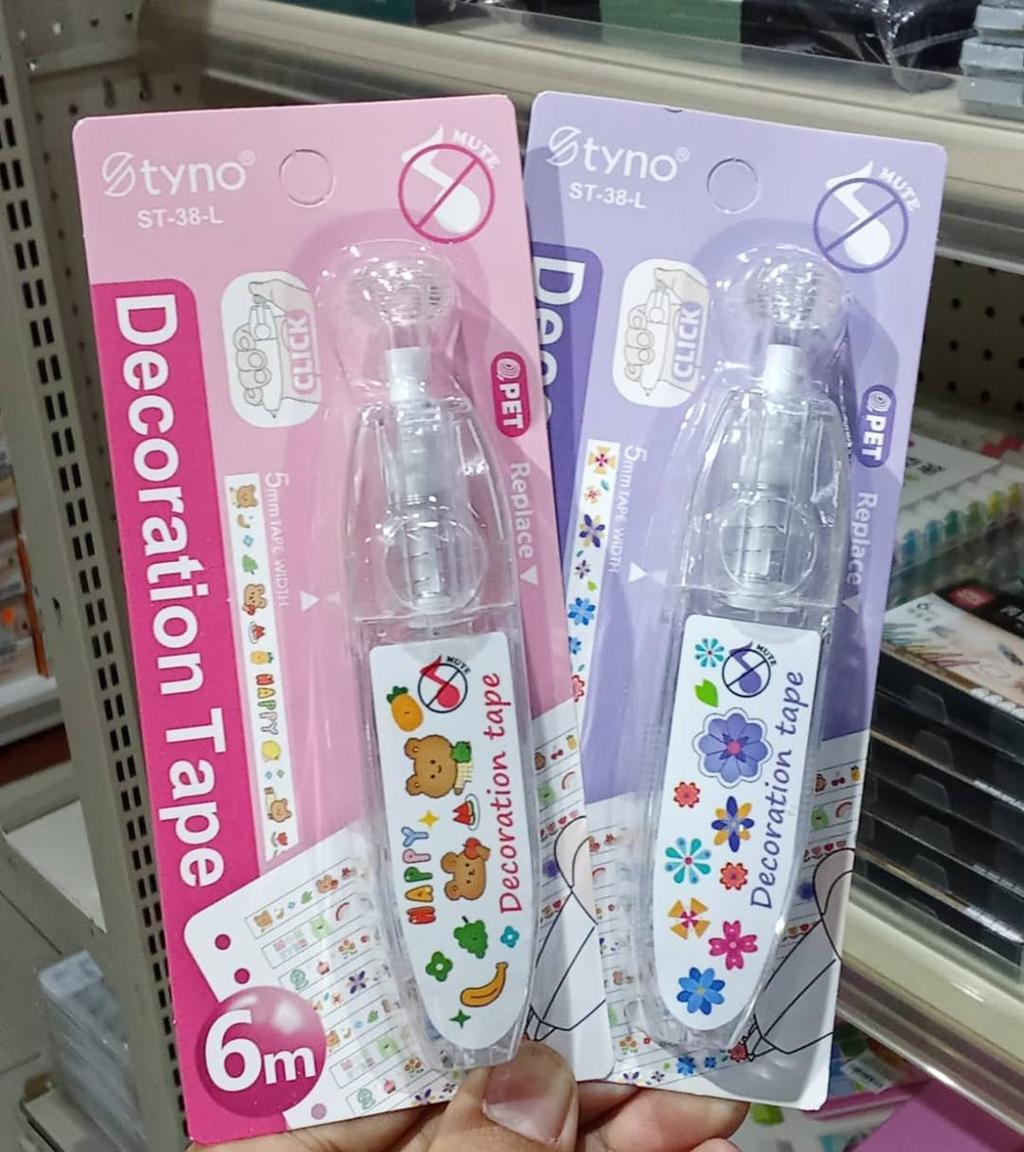 Styno®
ST-38-L
MUTE
CLICK
Decoration Tape
PET
5mm TAPE WIDTH
HAPPY
Replace
MUTE
HAPPY
Decoration tape
6m
Styno®
ST-38-L
MUTE
CLICK
Dec
PET
5mm TAPE WIDTH
Replace
MUTE
Decoration tape